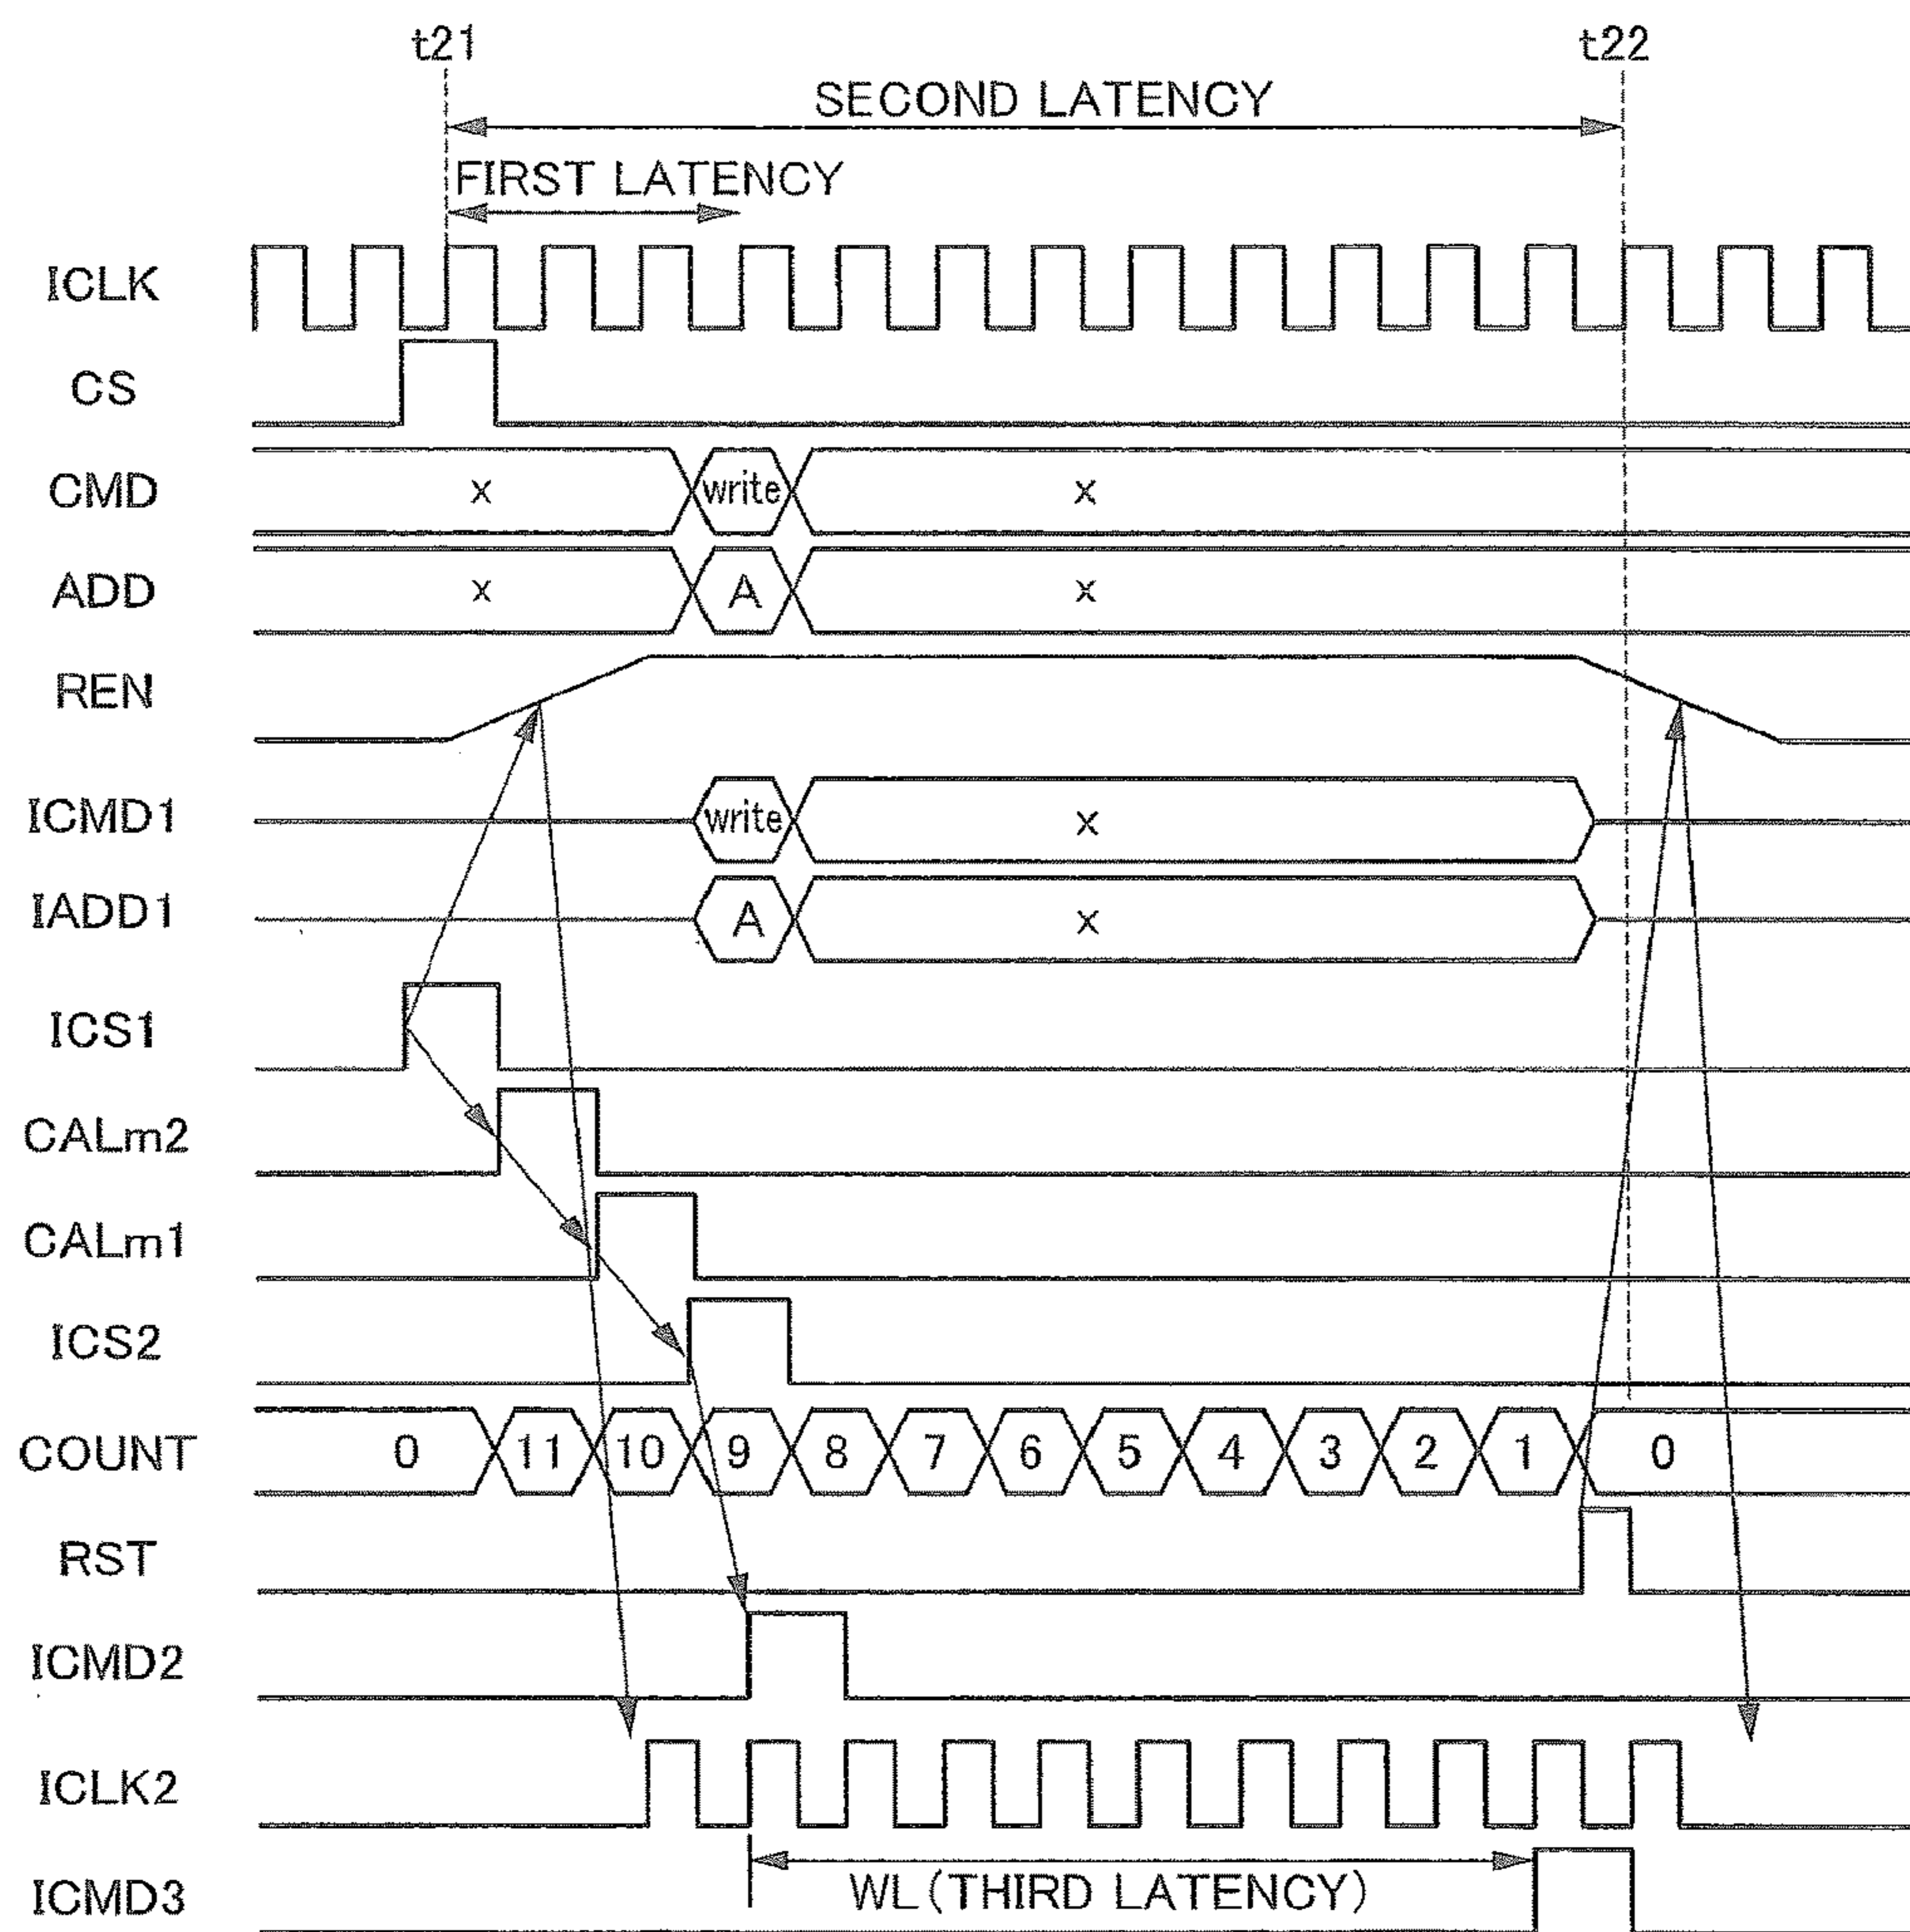 t21 t22
SECOND LATENCY
FIRST LATENCY
ICLK
CS
CMD x write x
ADD x A x
REN
ICMD1 write x
IADD1 A x
ICS1
CALm2
CALm1
ICS2
COUNT 0 11 10 9 8 7 6 5 4 3 2 1 0
RST
ICMD2
ICLK2
WL(THIRD LATENCY)
ICMD3